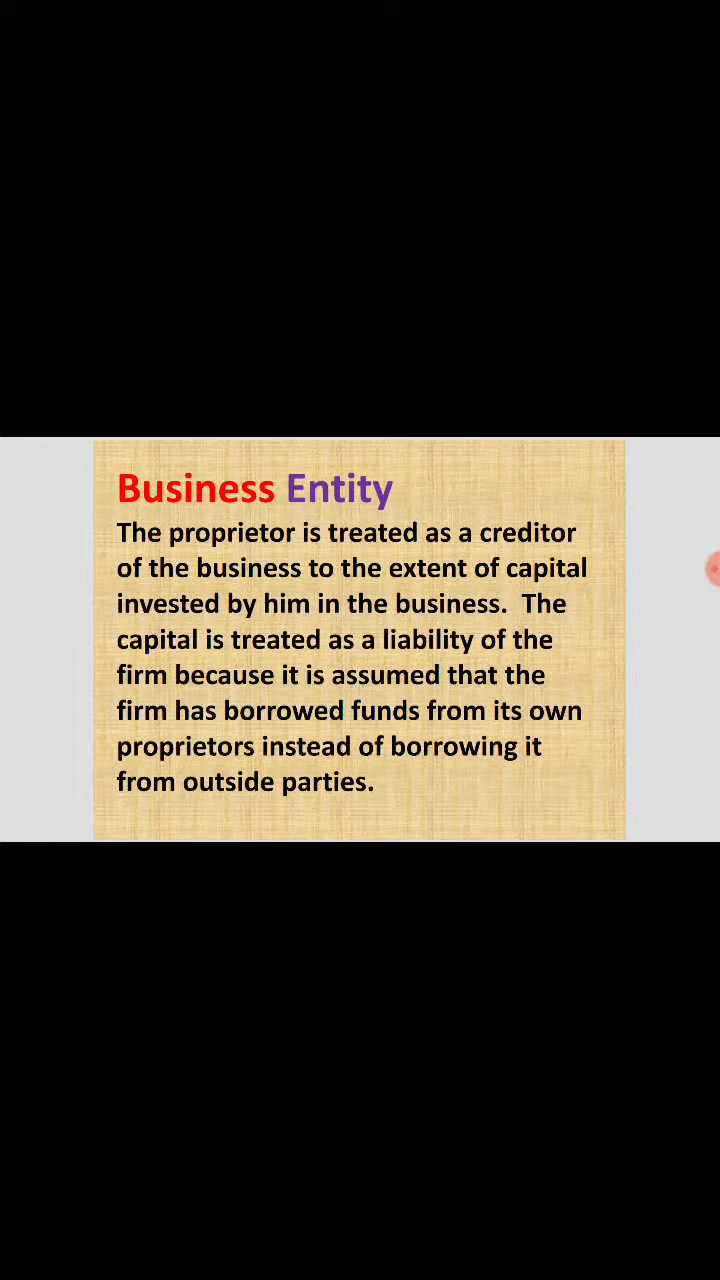 Business Entity
The proprietor is treated as a creditor
of the business to the extent of capital
invested by him in the business.  The
capital is treated as a liability of the
firm because it is assumed that the
firm has borrowed funds from its own
proprietors instead of borrowing it
from outside parties.